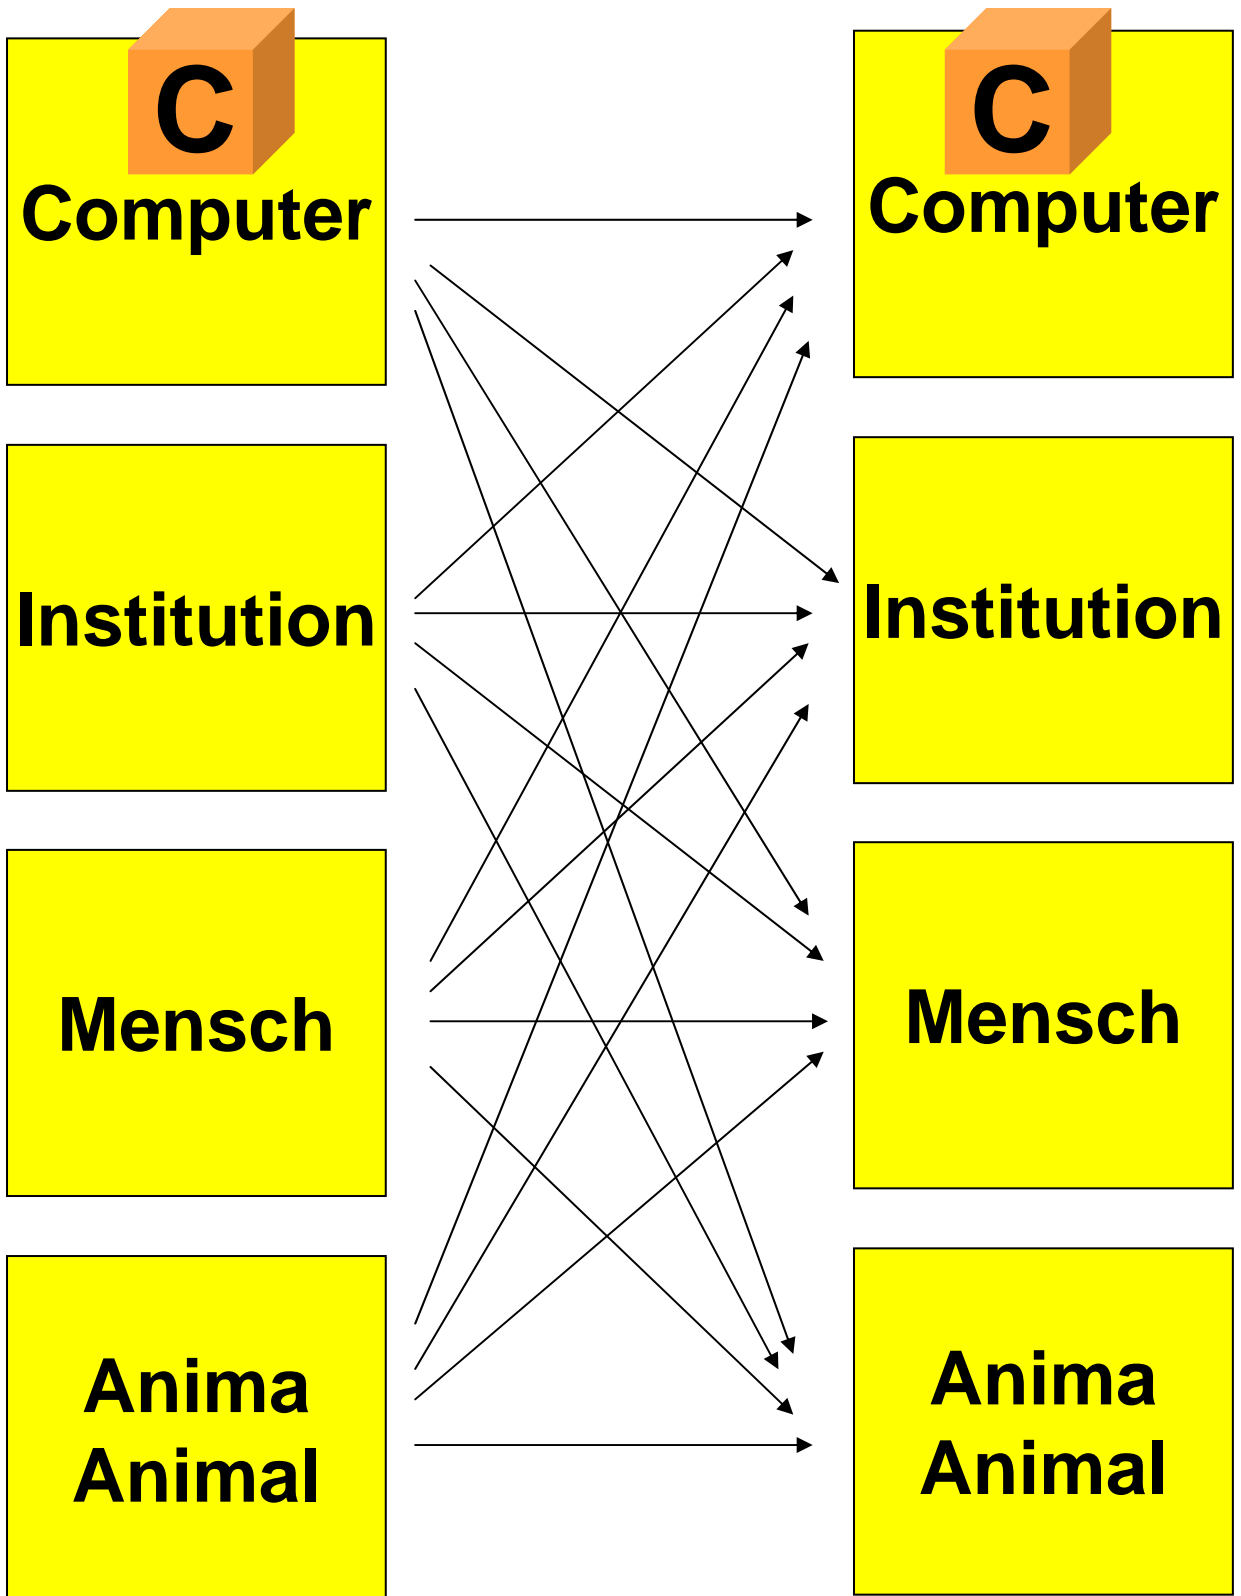 C
Computer
Institution
Mensch
Anima
Animal
C
Computer
Institution
Mensch
Anima
Animal